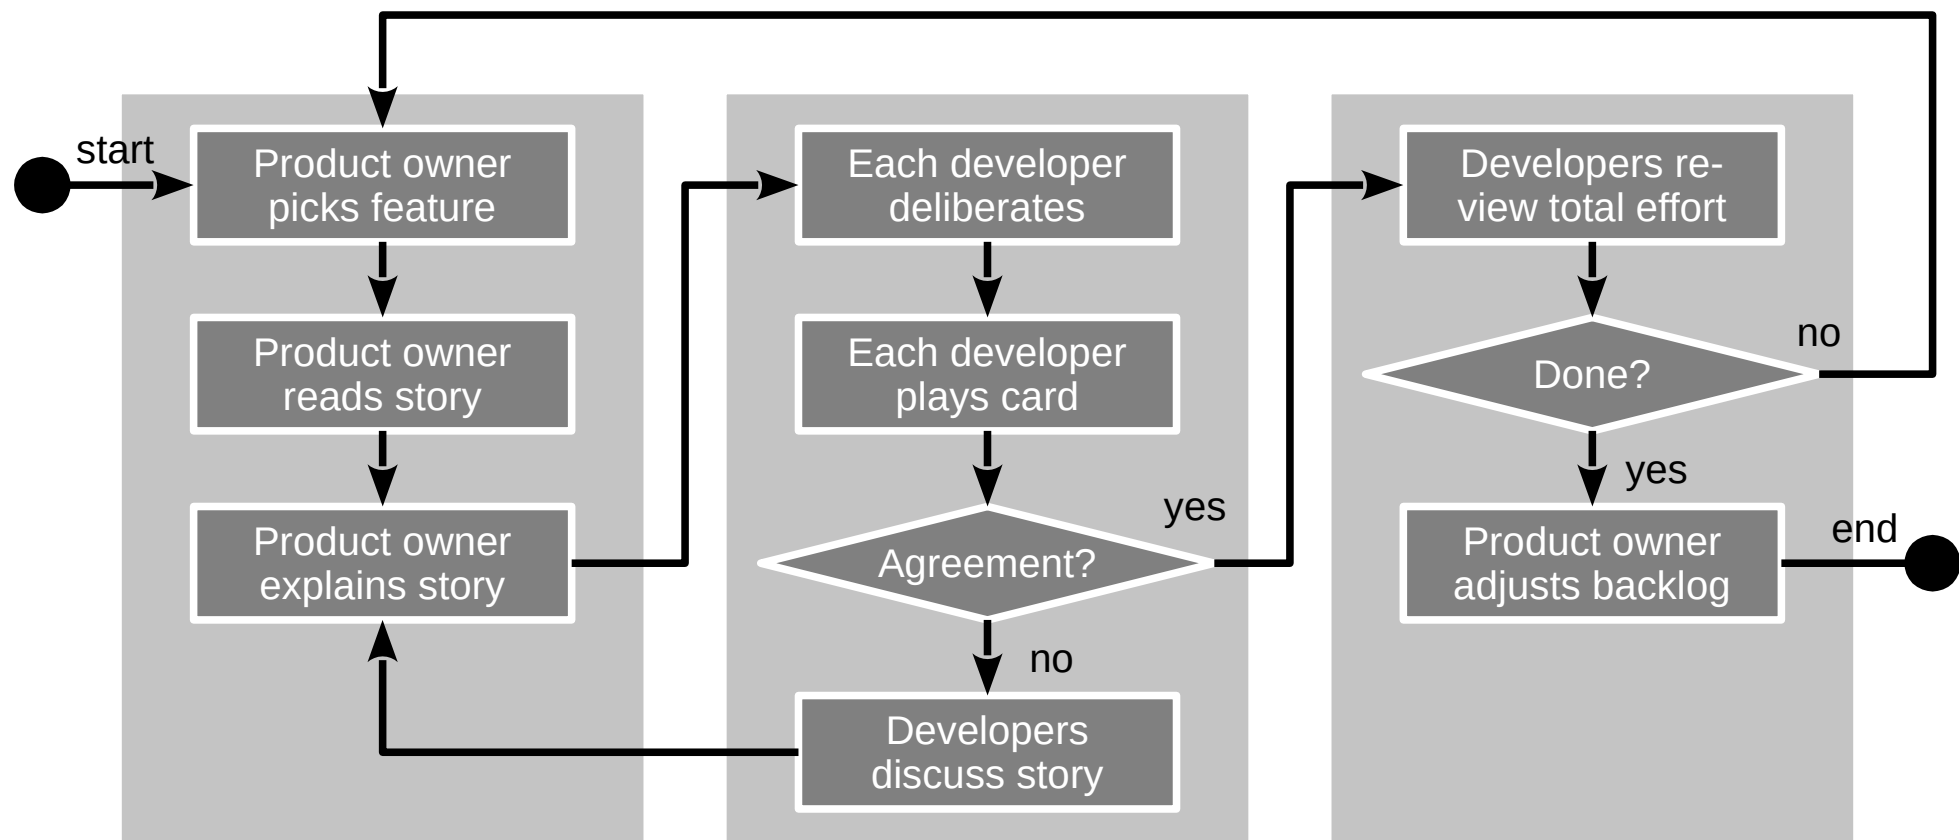 start
Product owner
picks feature
Product owner
reads story
Product owner
explains story
Each developer
deliberates
Each developer
plays card
Agreement?
yes
no
Developers
discuss story
Developers re-
view total effort
Done?
no
yes
Product owner
adjusts backlog
end